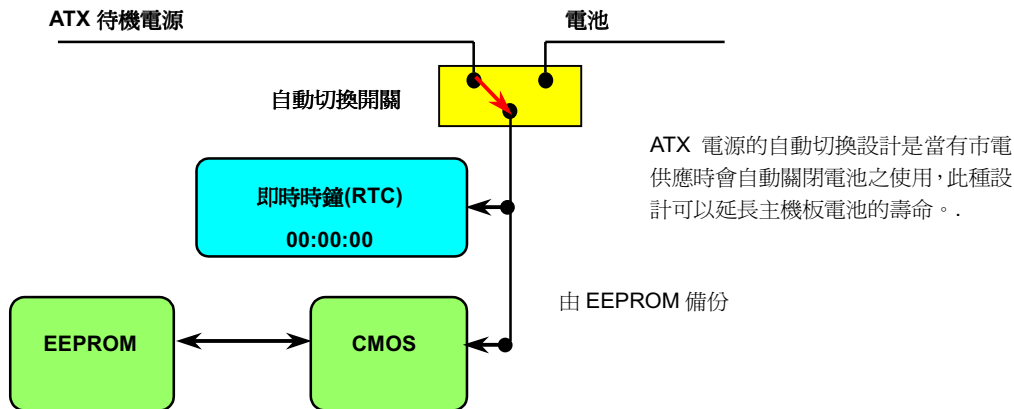 ATX 待機電源
電池
自動切換開關
ATX 電源的自動切換設計是當有市電
供應時會自動關閉電池之使用，此種設
計可以延長主機板電池的壽命。.
即時時鐘(RTC)
00:00:00
由 EEPROM 備份
EEPROM
CMOS